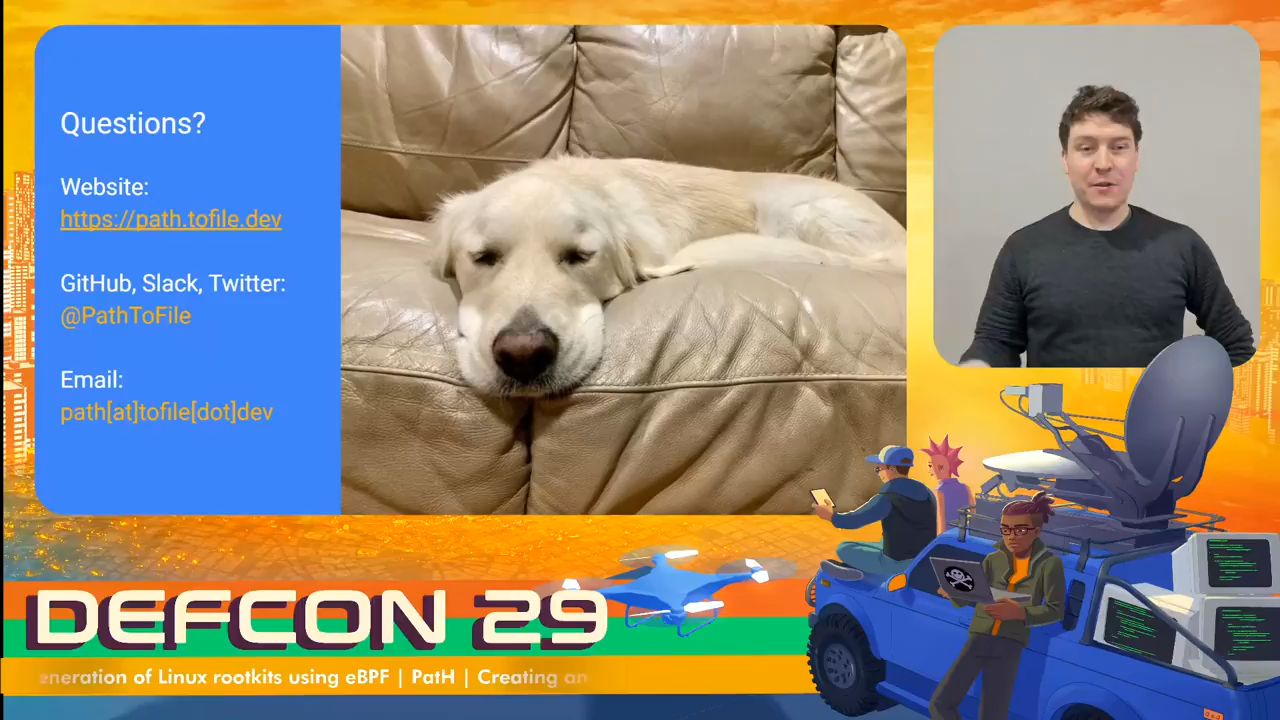 Questions?
Website:
https://path.tofile.dev
GitHub, Slack, Twitter:
@PathToFile
Email:
path[at]tofile[dot]dev
DEFCON 29
eneration of Linux rootkits using eBPF | PatH | Creating an